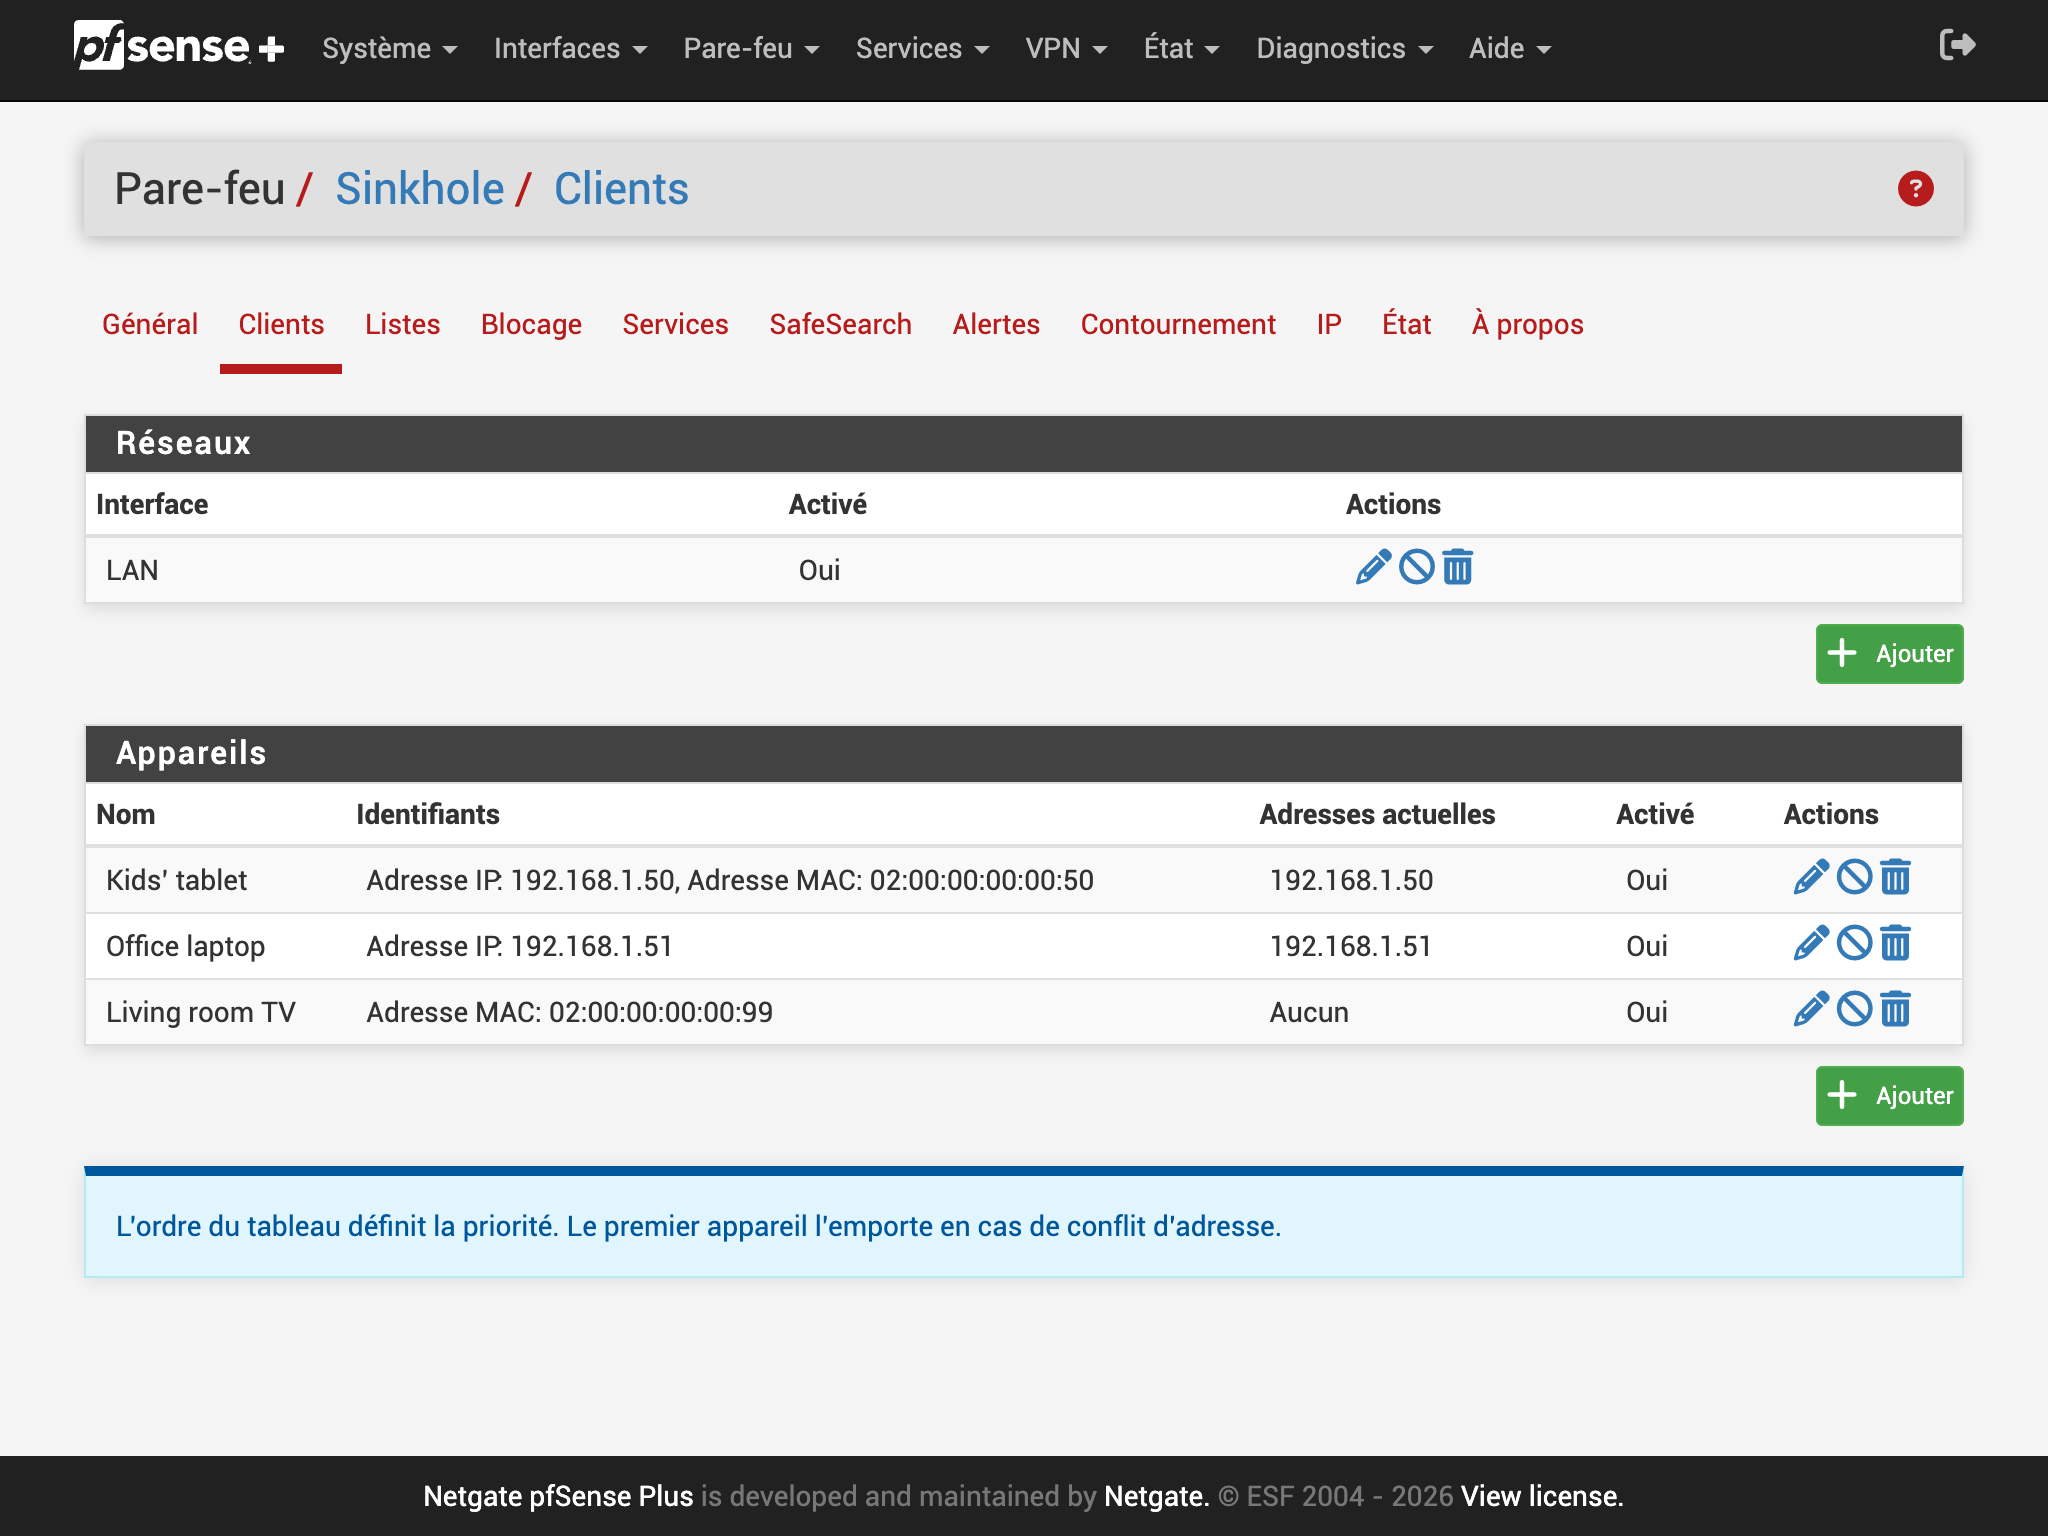 pfsense+ Système Interfaces Pare-feu Services VPN État Diagnostics Aide
Pare-feu / Sinkhole / Clients
Général Clients Listes Blocage Services SafeSearch Alertes Contournement IP État À propos
Réseaux
Interface Activé Actions
LAN Oui
Ajouter
Appareils
Nom Identifiants Adresses actuelles Activé Actions
Kids' tablet Adresse IP: 192.168.1.50, Adresse MAC: 02:00:00:00:00:50 192.168.1.50 Oui
Office laptop Adresse IP: 192.168.1.51 192.168.1.51 Oui
Living room TV Adresse MAC: 02:00:00:00:00:99 Aucun Oui
Ajouter
L'ordre du tableau définit la priorité. Le premier appareil l'emporte en cas de conflit d'adresse.
Netgate pfSense Plus is developed and maintained by Netgate. © ESF 2004 - 2026 View license.